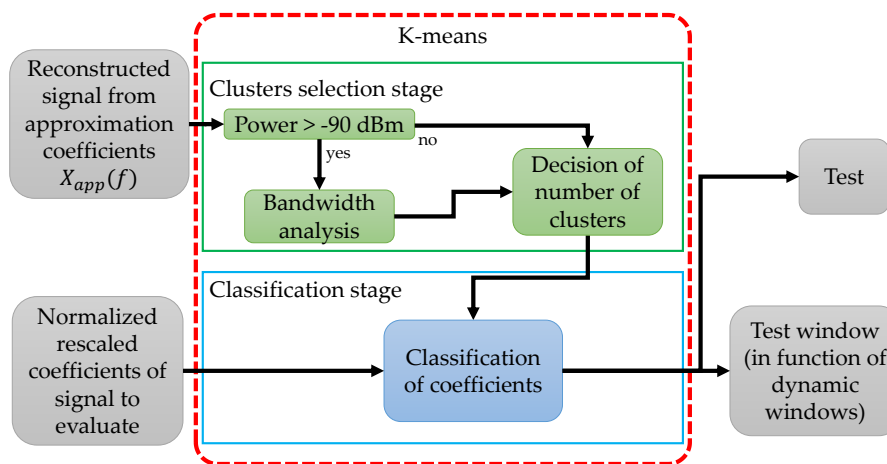 K-means
Reconstructed
signal from
approximation
coefficients
X_app(f)
Clusters selection stage
Power > -90 dBm
no
yes
Bandwidth
analysis
Decision of
number of
clusters
Test
Classification stage
Normalized
rescaled
coefficients of
signal to
evaluate
Classification
of coefficients
Test window
(in function of
dynamic
windows)